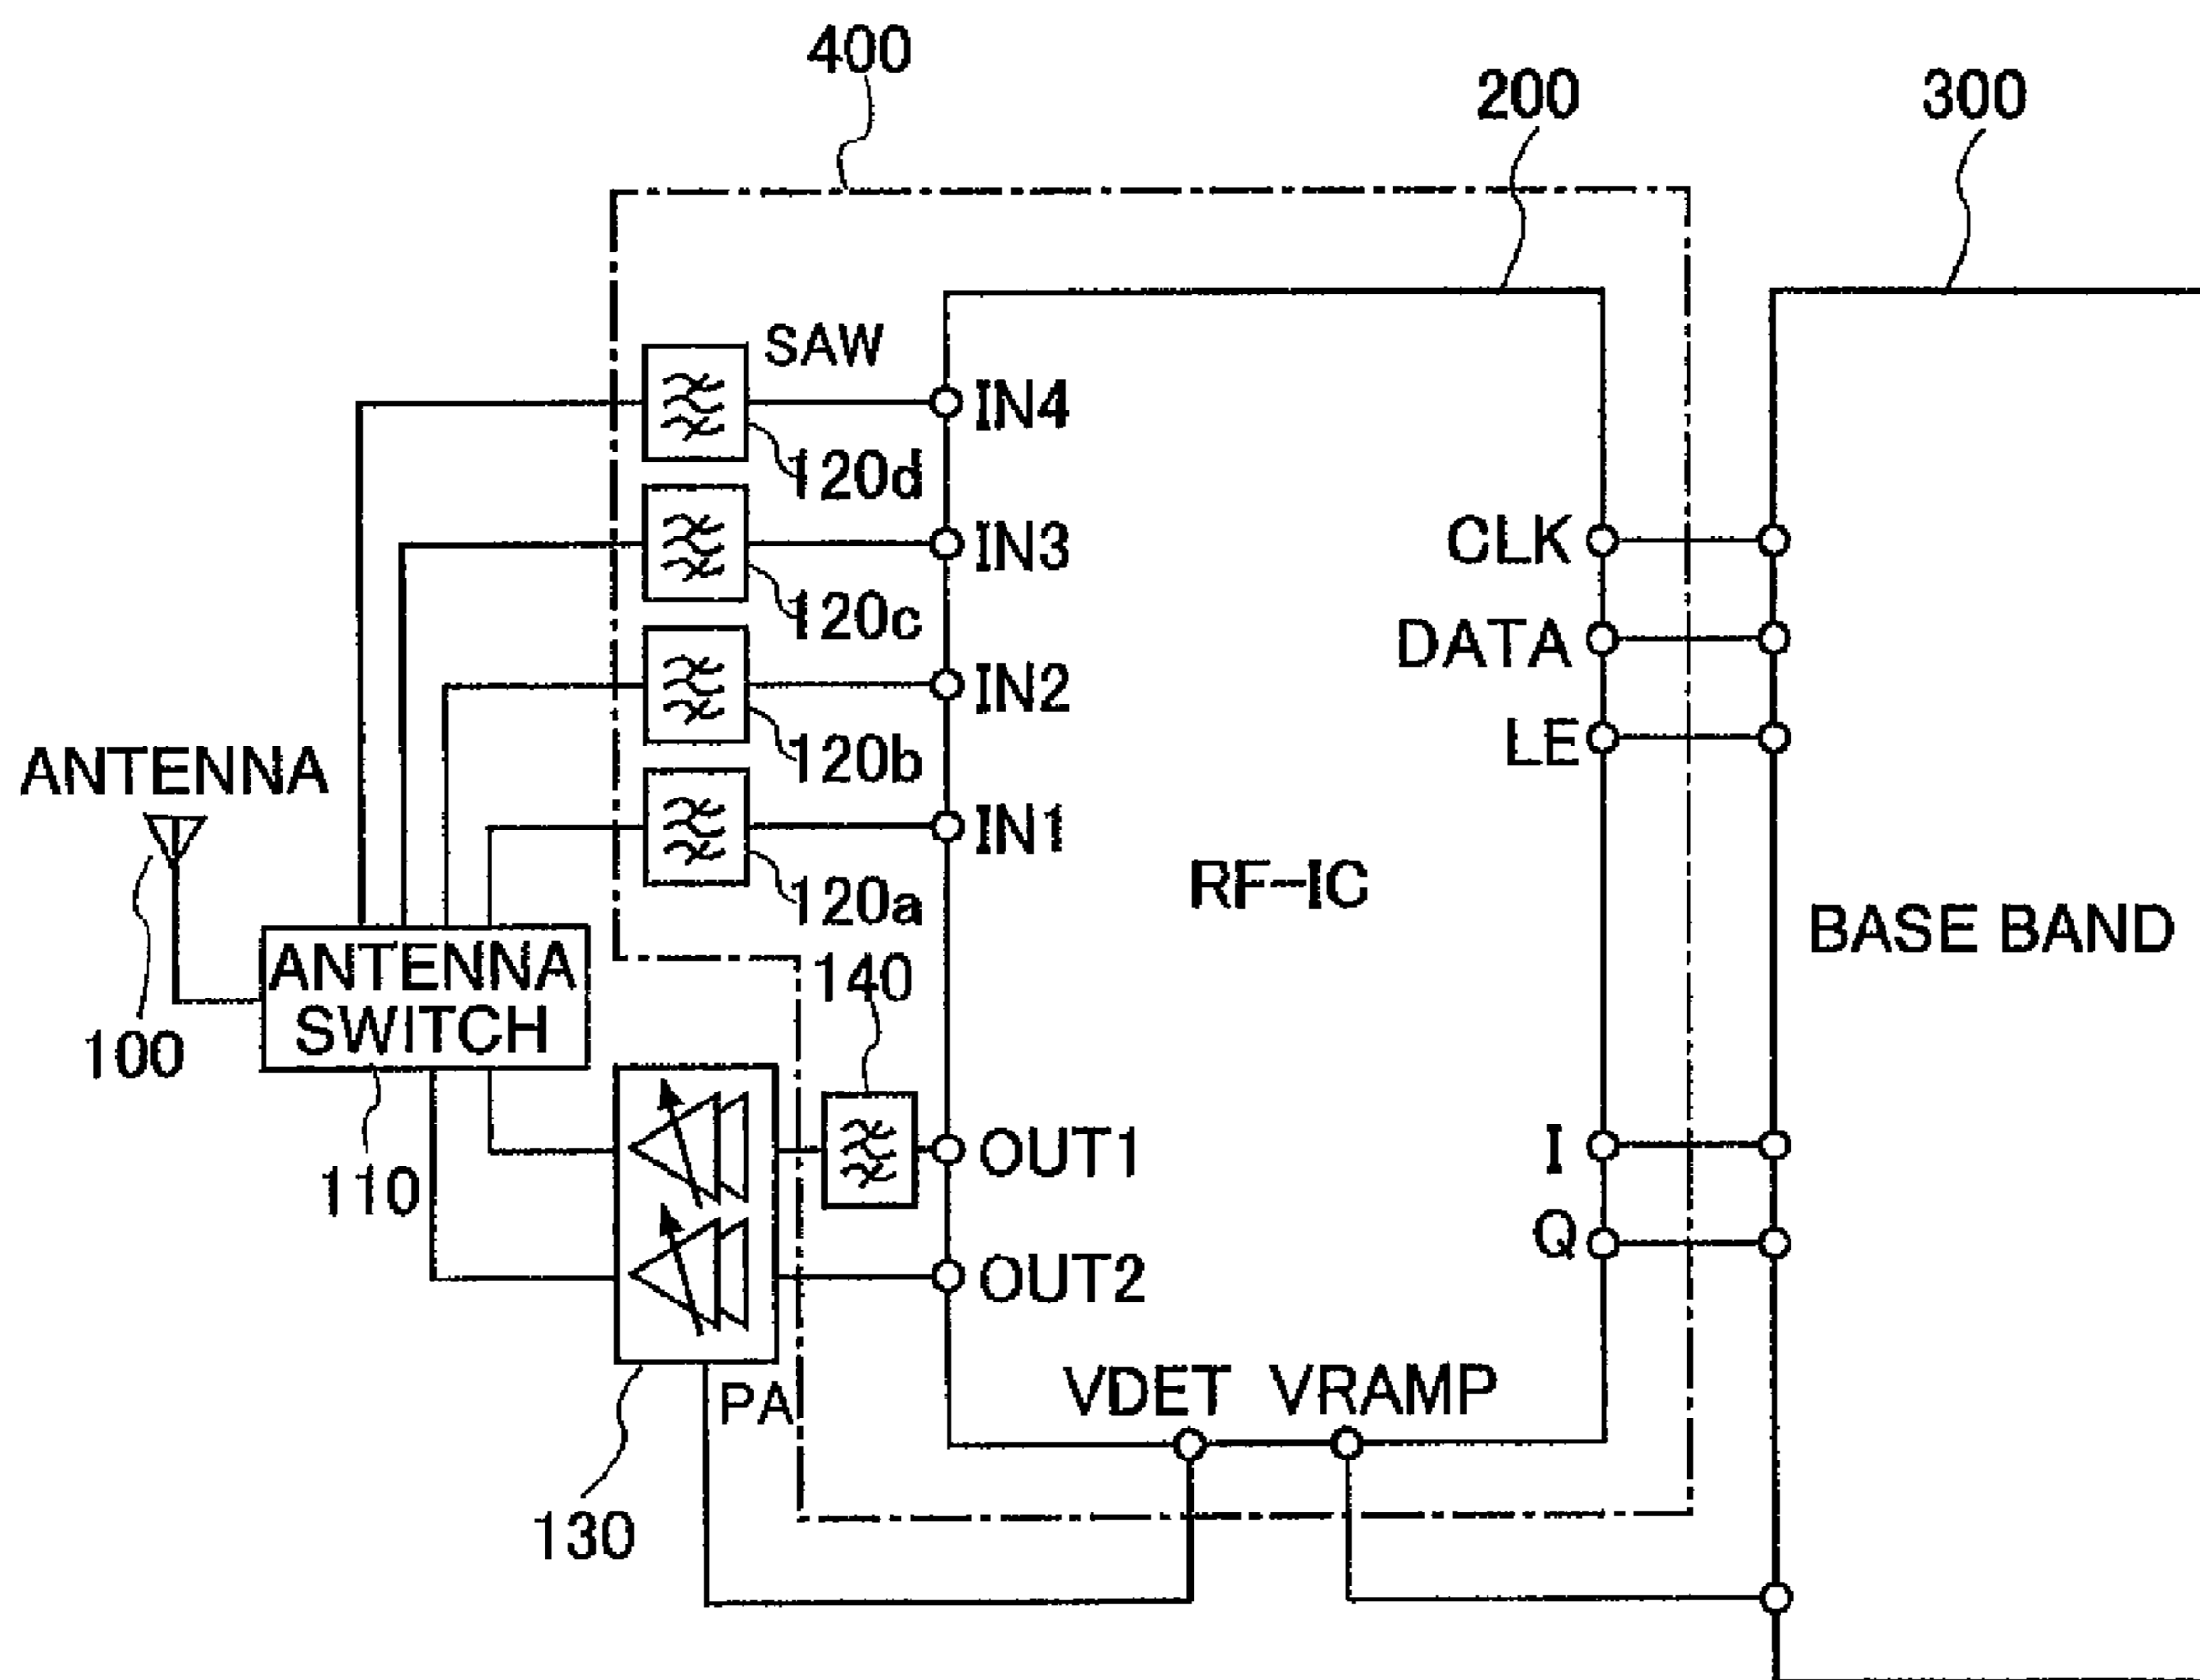 400
200
300
SAW
IN4
120d
IN3
120c
IN2
120b
IN1
120a
CLK
DATA
LE
ANTENNA
100
ANTENNA
SWITCH
110
RF-IC
BASE BAND
140
OUT1
OUT2
I
Q
VDET
VRAMP
PA
130